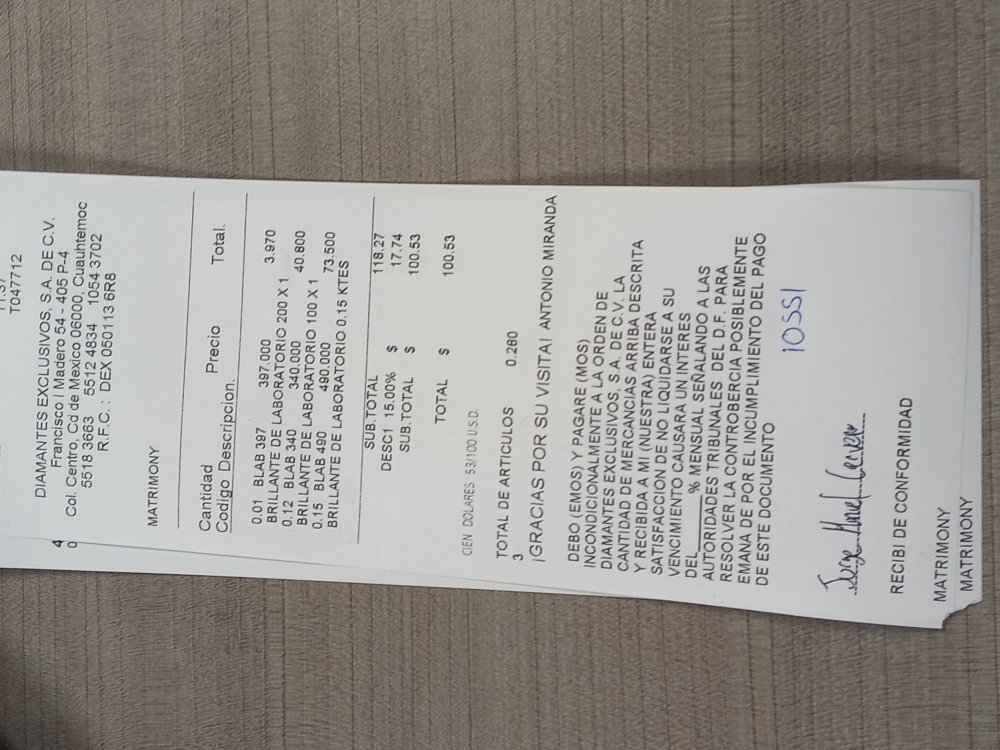 T047712
DIAMANTES EXCLUSIVOS, S.A. DE C.V.
4 Francisco I Madero 54 - 405 P-4
0 Col. Centro, Cd de Mexico 06000, Cuauhtemoc
5518 3663 5512 4834 1054 3702
R.F.C. : DEX 050113 6R8
MATRIMONY
Cantidad Precio Total.
Codigo Descripcion.
0.01 BLAB 397 397.000 3.970
BRILLANTE DE LABORATORIO 200 X 1
0.12 BLAB 340 340.000 40.800
BRILLANTE DE LABORATORIO 100 X 1
0.15 BLAB 490 490.000 73.500
BRILLANTE DE LABORATORIO 0.15 KTES
SUB.TOTAL 118.27
DESC1 15.00% $ 17.74
SUB.TOTAL $ 100.53
TOTAL $ 100.53
CIEN DOLARES 53/100 U.S.D.
TOTAL DE ARTICULOS 0.280
3
¡GRACIAS POR SU VISITA! ANTONIO MIRANDA
DEBO (EMOS) Y PAGARE (MOS)
INCONDICIONALMENTE A LA ORDEN DE
DIAMANTES EXCLUSIVOS, S.A. DE C.V. LA
CANTIDAD DE MERCANCIAS ARRIBA DESCRITA
Y RECIBIDA A MI (NUESTRA) ENTERA
SATISFACCION DE NO LIQUIDARSE A SU
VENCIMIENTO CAUSARA UN INTERES
DEL______% MENSUAL SEÑALANDO A LAS
AUTORIDADES TRIBUNALES DEL D.F. PARA
RESOLVER LA CONTROBERCIA POSIBLEMENTE
EMANA DE POR EL INCUMPLIMIENTO DEL PAGO
DE ESTE DOCUMENTO
Jorge
RECIBI DE CONFORMIDAD
MATRIMONY
MATRIMONY